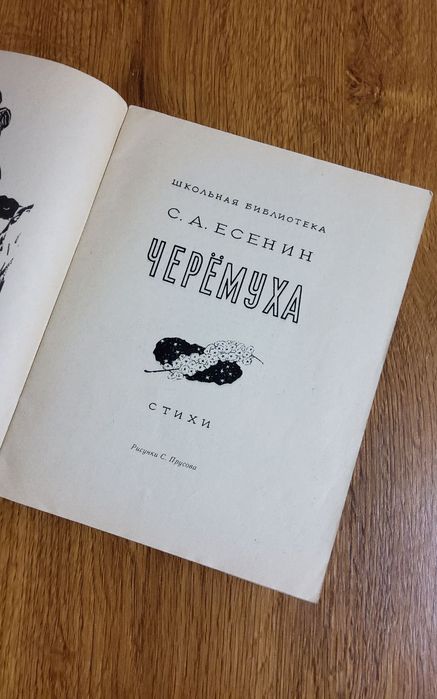 ШКОЛЬНАЯ БИБЛИОТЕКА
С. А. ЕСЕНИН
ЧЕРЁМУХА
СТИХИ
Рисунки С. Прусова